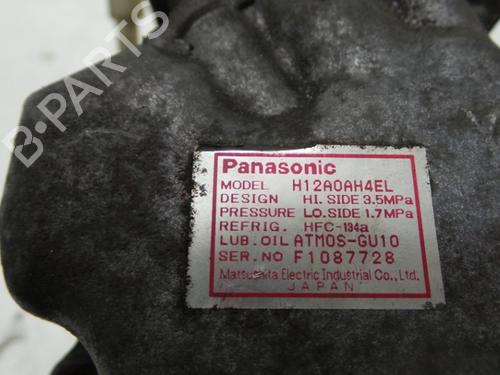 B-PARTS
Panasonic
MODEL H12A0AH4EL
DESIGN HI. SIDE 3.5MPa
PRESSURE LO. SIDE 1.7MPa
REFRIG. HFC-134a
LUB. OIL ATMOS-GU10
SER. NO F1087728
Matsushita Electric Industrial Co., Ltd.
JAPAN